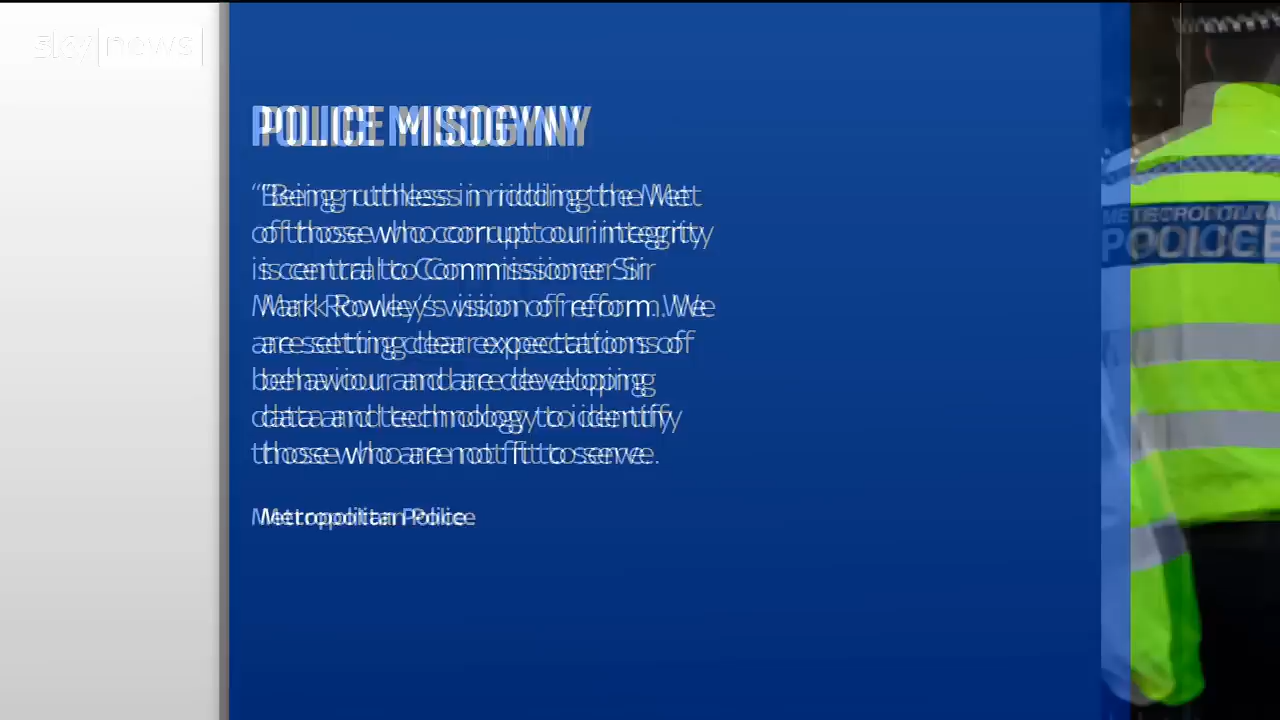 sky news
POLICE MISOGYNY
"Being ruthless in ridding the Met
of those who corrupt our integrity
is central to Commissioner Sir
Mark Rowley's vision of reform. We
are setting clear expectations of
behaviour and are developing
data and technology to identify
those who are not fit to serve.
Metropolitan Police
METROPOLITAN
POLICE